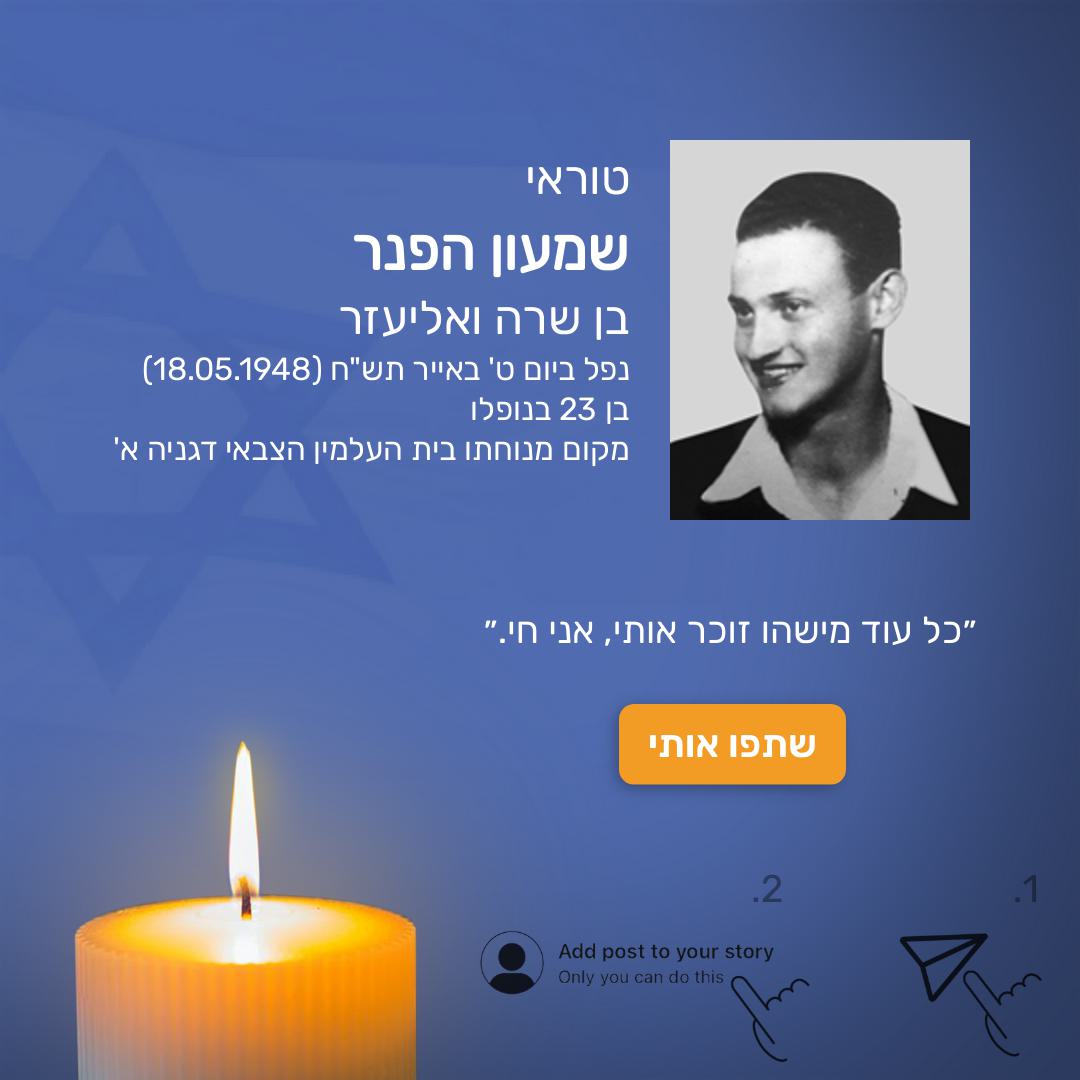 טוראי
שמעון הפנר
בן שרה ואליעזר
נפל ביום ט' באייר תש"ח (18.05.1948)
בן 23 בנופלו
מקום מנוחתו בית העלמין הצבאי דגניה א'
״כל עוד מישהו זוכר אותי, אני חי.״
שתפו אותי
.1
.2
Add post to your story
Only you can do this